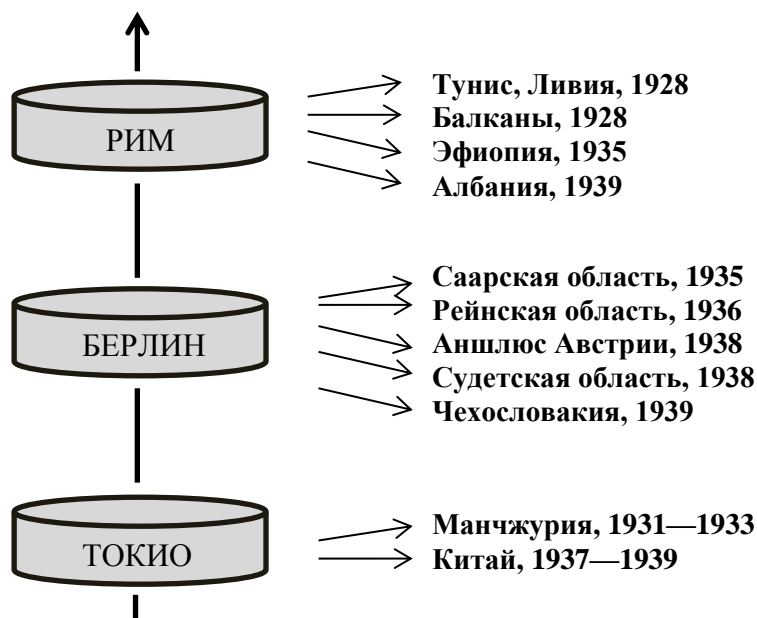 РИМ
Тунис, Ливия, 1928
Балканы, 1928
Эфиопия, 1935
Албания, 1939
БЕРЛИН
Саарская область, 1935
Рейнская область, 1936
Аншлюс Австрии, 1938
Судетская область, 1938
Чехословакия, 1939
ТОКИО
Манчжурия, 1931—1933
Китай, 1937—1939